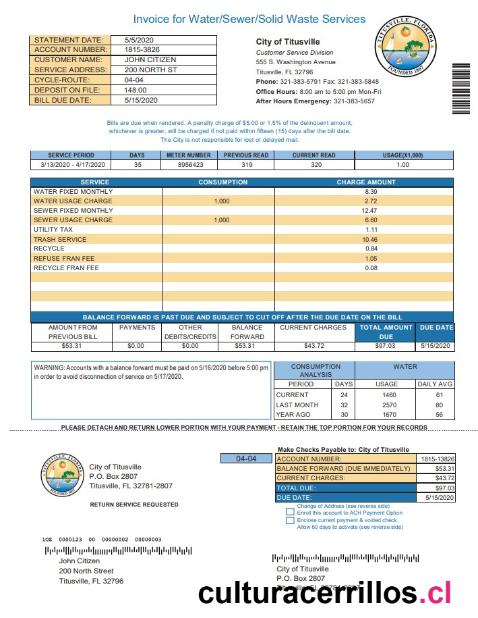 Invoice for Water/Sewer/Solid Waste Services
STATEMENT DATE: 5/5/2020
ACCOUNT NUMBER: 1815-3826
CUSTOMER NAME: JOHN CITIZEN
SERVICE ADDRESS: 200 NORTH ST
CYCLE-ROUTE: 04-04
DEPOSIT ON FILE: 148.00
BILL DUE DATE: 5/15/2020
City of Titusville
Customer Service Division
555 S. Washington Avenue
Titusville, FL 32796
Phone: 321-383-5791 Fax: 321-383-5848
Office Hours: 8:00 am to 5:00 pm Mon-Fri
After Hours Emergency: 321-383-5657
TITUSVILLE, FLORIDA
FOUNDED 1867
Bills are due when rendered. A penalty charge of $5.00 or 1.5% of the delinquent amount,
whichever is greater, will be charged if not paid within fifteen (15) days after the bill date.
The City is not responsible for lost or delayed mail.
SERVICE PERIOD DAYS METER NUMBER PREVIOUS READ CURRENT READ USAGE(X1,000)
3/13/2020 - 4/17/2020 35 8956423 319 320 1.00
SERVICE CONSUMPTION CHARGE AMOUNT
WATER FIXED MONTHLY 8.39
WATER USAGE CHARGE 1,000 2.72
SEWER FIXED MONTHLY 12.47
SEWER USAGE CHARGE 1,000 6.60
UTILITY TAX 1.11
TRASH SERVICE 10.46
RECYCLE 0.84
REFUSE FRAN FEE 1.05
RECYCLE FRAN FEE 0.08
BALANCE FORWARD IS PAST DUE AND SUBJECT TO CUT OFF AFTER THE DUE DATE ON THE BILL
AMOUNT FROM PREVIOUS BILL PAYMENTS OTHER DEBITS/CREDITS BALANCE FORWARD CURRENT CHARGES TOTAL AMOUNT DUE DUE DATE
$53.31 $0.00 $0.00 $53.31 $43.72 $97.03 5/15/2020
WARNING: Accounts with a balance forward must be paid on 5/16/2020 before 5:00 pm
in order to avoid disconnection of service on 5/17/2020.
CONSUMPTION ANALYSIS WATER
PERIOD DAYS USAGE DAILY AVG
CURRENT 24 1460 61
LAST MONTH 32 2570 80
YEAR AGO 30 1670 56
PLEASE DETACH AND RETURN LOWER PORTION WITH YOUR PAYMENT - RETAIN THE TOP PORTION FOR YOUR RECORDS
City of Titusville
P.O. Box 2807
Titusville, FL 32781-2807
RETURN SERVICE REQUESTED
04-04
Make Checks Payable to: City of Titusville
ACCOUNT NUMBER: 1815-13826
BALANCE FORWARD (DUE IMMEDIATELY) $53.31
CURRENT CHARGES: $43.72
TOTAL DUE: $97.03
DUE DATE: 5/15/2020
Change of Address (see reverse side)
Enroll this account to ACH Payment Option
Enclose current payment & voided check.
Allow 60 days to activate (see reverse side)
John Citizen
200 North Street
Titusville, FL 32796
City of Titusville
P.O. Box 2807
culturacerrillos.cl